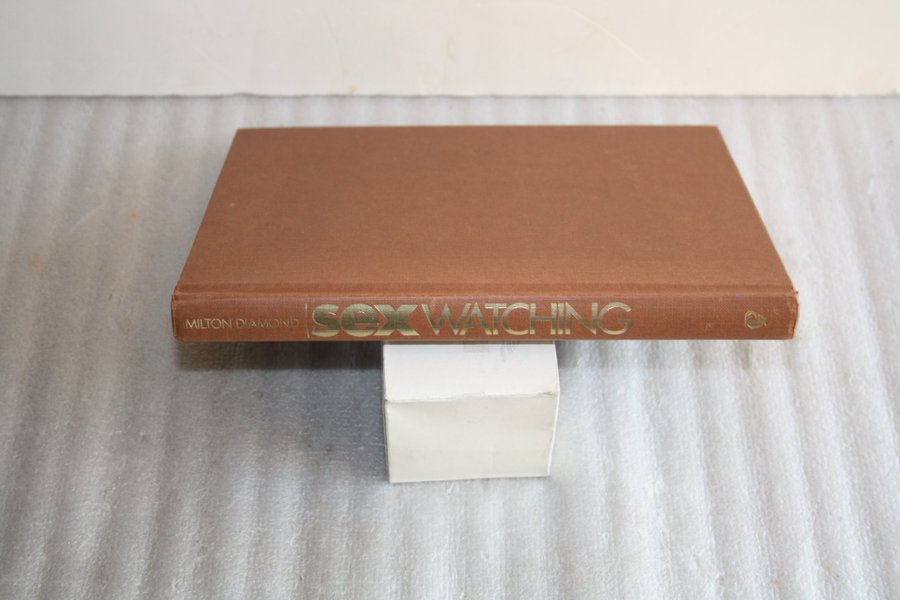 MILTON DIAMOND sex WATCHING